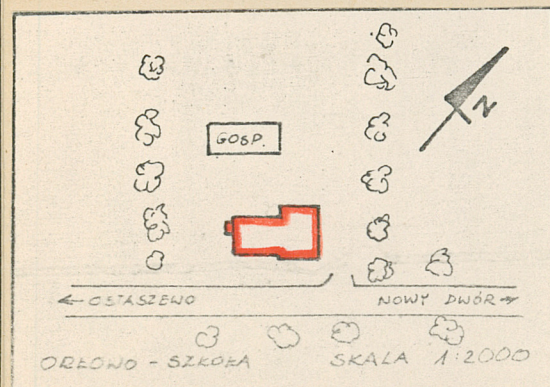 GOSP.
N
← OSTASZEWO
NOWY DWÓR →
ORŁOWO - SZKOŁA
SKALA 1:2000